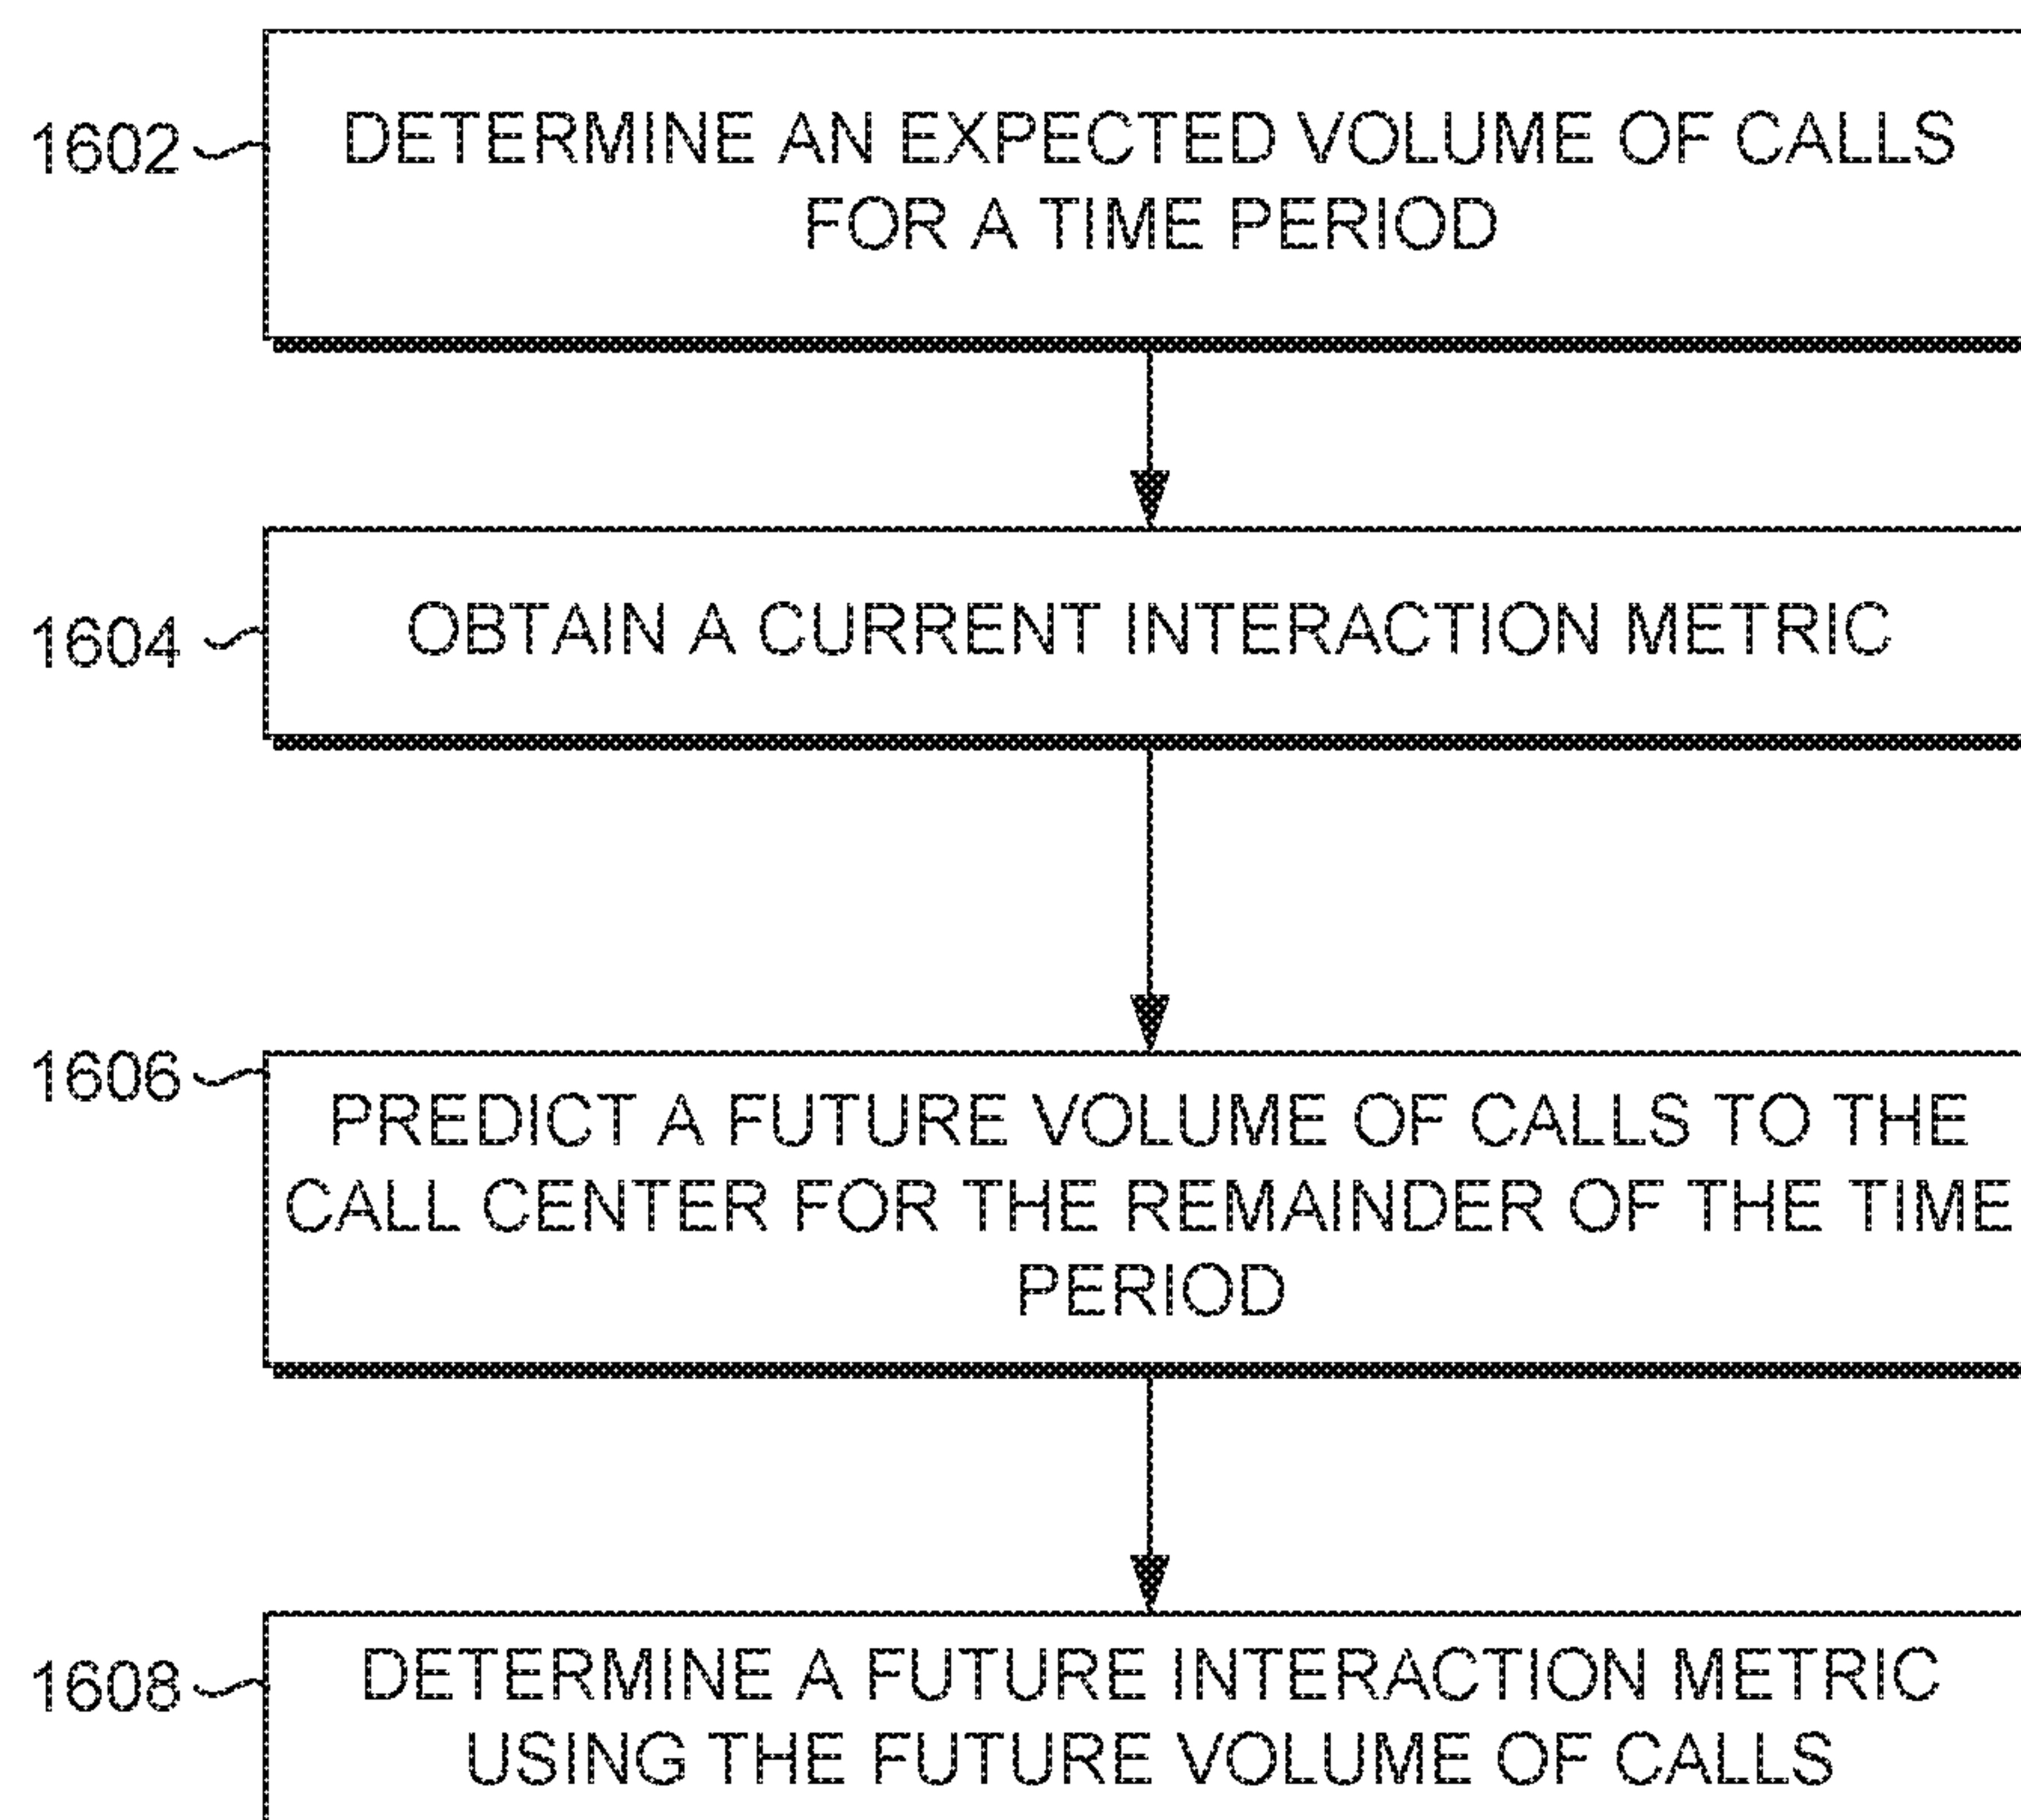 1602
DETERMINE AN EXPECTED VOLUME OF CALLS
FOR A TIME PERIOD
1604
OBTAIN A CURRENT INTERACTION METRIC
1606
PREDICT A FUTURE VOLUME OF CALLS TO THE
CALL CENTER FOR THE REMAINDER OF THE TIME
PERIOD
1608
DETERMINE A FUTURE INTERACTION METRIC
USING THE FUTURE VOLUME OF CALLS